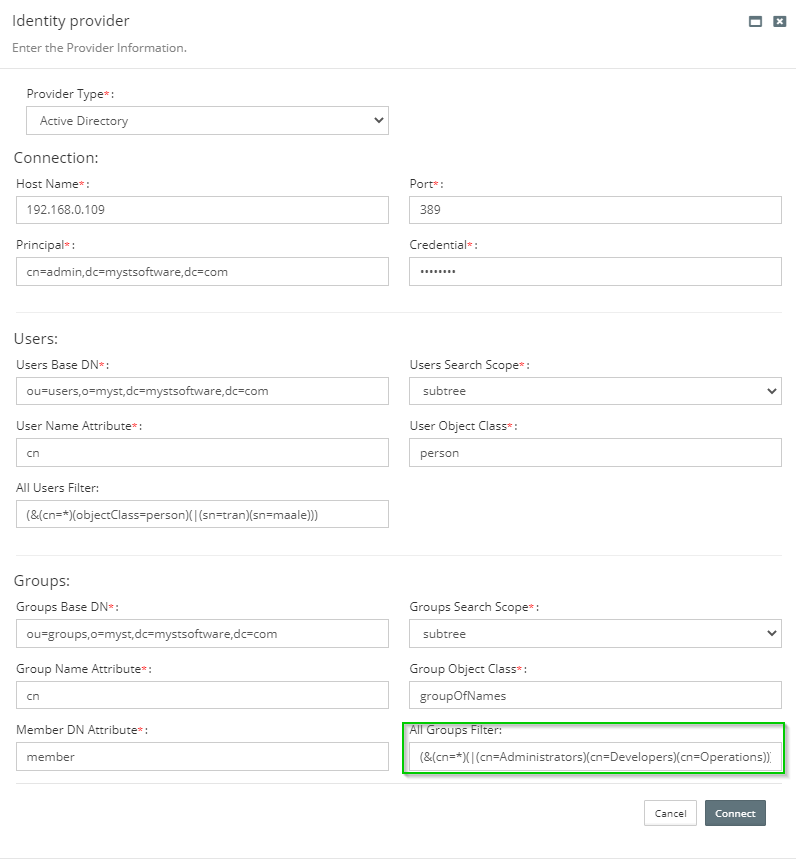 Identity provider
Enter the Provider Information.
Provider Type*:
Active Directory
Connection:
Host Name*: Port*:
192.168.0.109 389
Principal*: Credential*:
cn=admin,dc=mystsoftware,dc=com ••••••••
Users:
Users Base DN*: Users Search Scope*:
ou=users,o=myst,dc=mystsoftware,dc=com subtree
User Name Attribute*: User Object Class*:
cn person
All Users Filter:
(&(cn=*)(objectClass=person)(|(sn=tran)(sn=maale)))
Groups:
Groups Base DN*: Groups Search Scope*:
ou=groups,o=myst,dc=mystsoftware,dc=com subtree
Group Name Attribute*: Group Object Class*:
cn groupOfNames
Member DN Attribute*: All Groups Filter:
member (&(cn=*)(|(cn=Administrators)(cn=Developers)(cn=Operations))
Cancel Connect